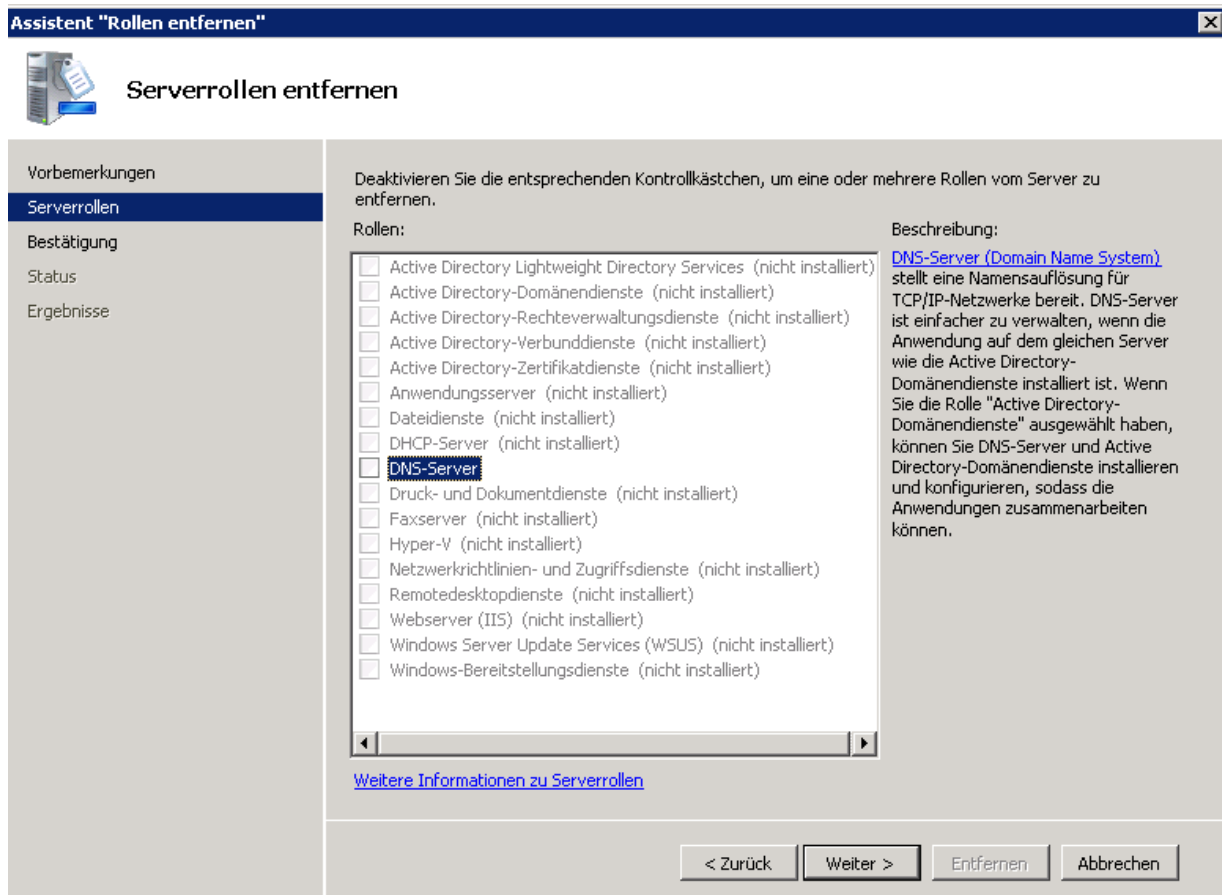 Assistent "Rollen entfernen"
Serverrollen entfernen
Vorbemerkungen
Serverrollen
Bestätigung
Status
Ergebnisse
Deaktivieren Sie die entsprechenden Kontrollkästchen, um eine oder mehrere Rollen vom Server zu
entfernen.
Rollen:
Active Directory Lightweight Directory Services (nicht installiert)
Active Directory-Domänendienste (nicht installiert)
Active Directory-Rechteverwaltungsdienste (nicht installiert)
Active Directory-Verbunddienste (nicht installiert)
Active Directory-Zertifikatdienste (nicht installiert)
Anwendungsserver (nicht installiert)
Dateidienste (nicht installiert)
DHCP-Server (nicht installiert)
DNS-Server
Druck- und Dokumentdienste (nicht installiert)
Faxserver (nicht installiert)
Hyper-V (nicht installiert)
Netzwerkrichtlinien- und Zugriffsdienste (nicht installiert)
Remotedesktopdienste (nicht installiert)
Webserver (IIS) (nicht installiert)
Windows Server Update Services (WSUS) (nicht installiert)
Windows-Bereitstellungsdienste (nicht installiert)
Weitere Informationen zu Serverrollen
Beschreibung:
DNS-Server (Domain Name System)
stellt eine Namensauflösung für
TCP/IP-Netzwerke bereit. DNS-Server
ist einfacher zu verwalten, wenn die
Anwendung auf dem gleichen Server
wie die Active Directory-
Domänendienste installiert ist. Wenn
Sie die Rolle "Active Directory-
Domänendienste" ausgewählt haben,
können Sie DNS-Server und Active
Directory-Domänendienste installieren
und konfigurieren, sodass die
Anwendungen zusammenarbeiten
können.
< Zurück
Weiter >
Entfernen
Abbrechen